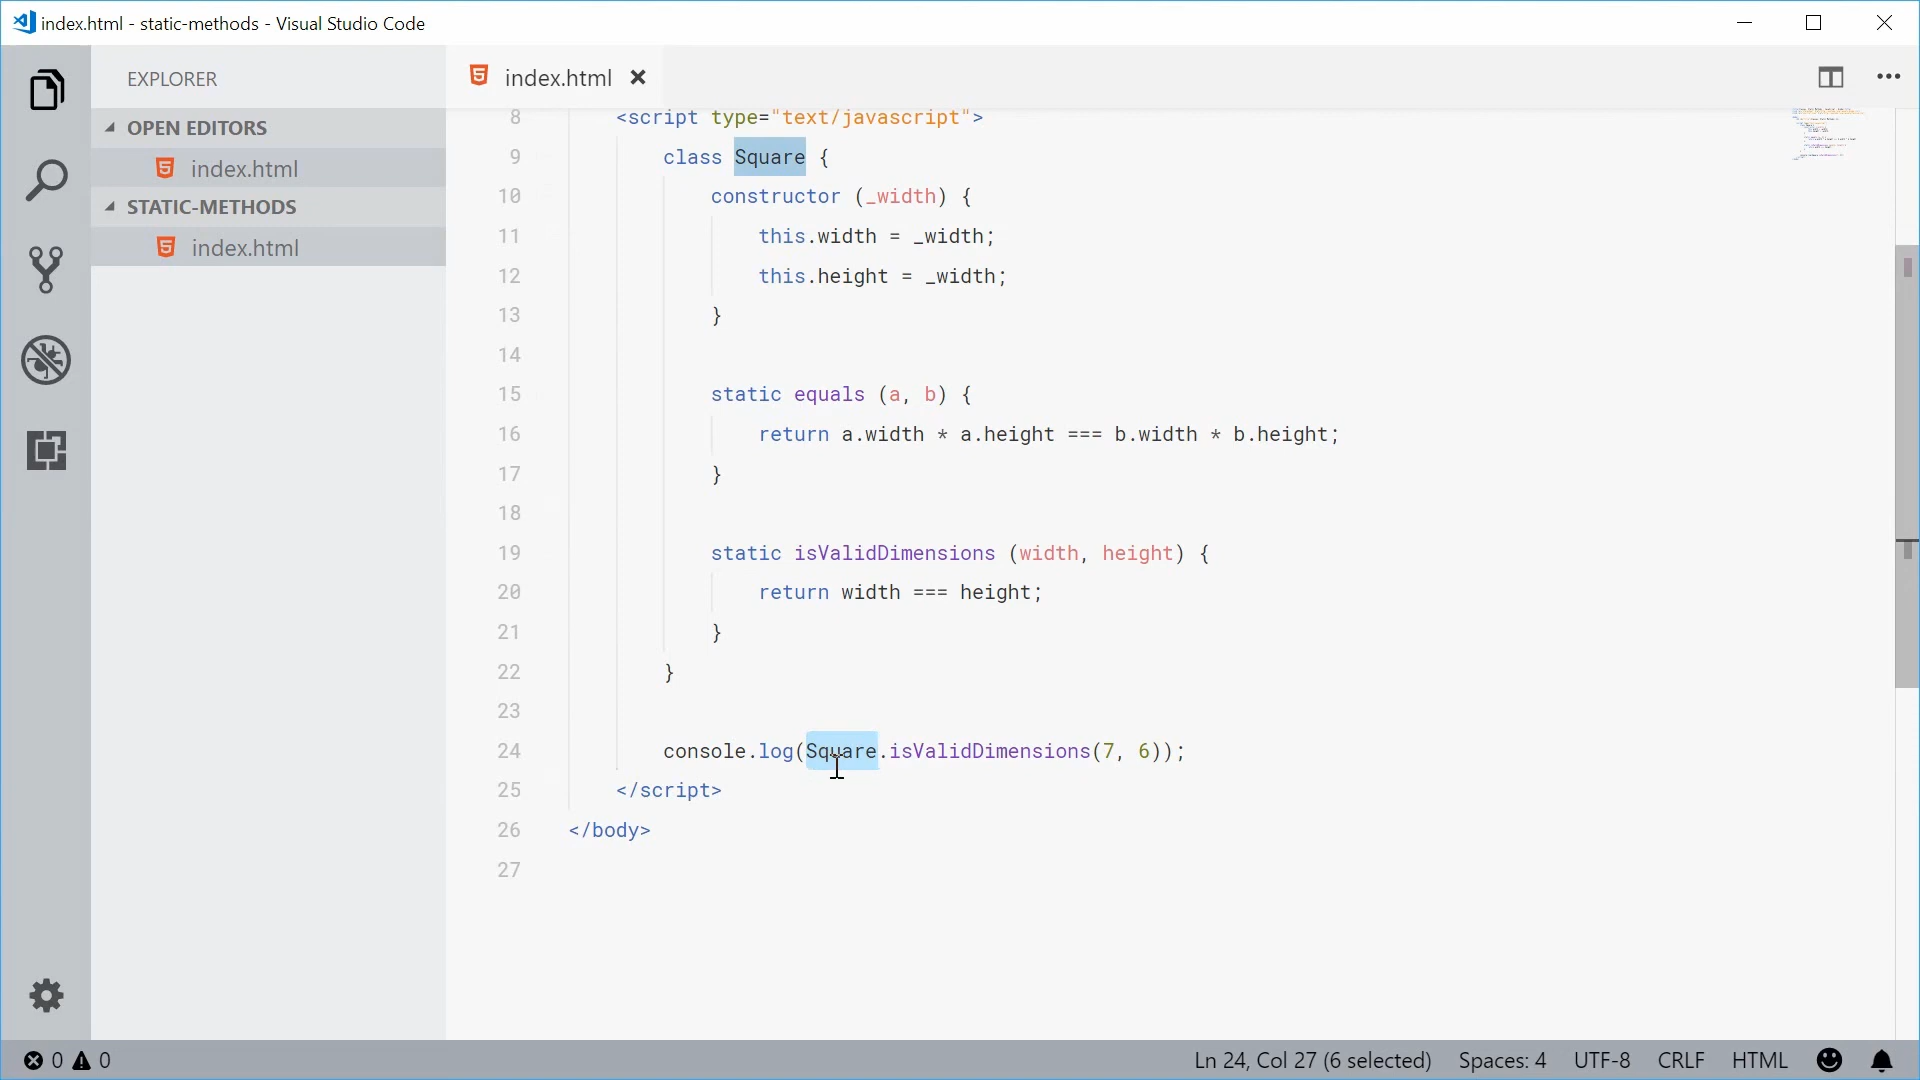 index.html - static-methods - Visual Studio Code
EXPLORER
OPEN EDITORS
index.html
STATIC-METHODS
index.html
index.html
8 <script type="text/javascript">
9 class Square {
10 constructor (_width) {
11 this.width = _width;
12 this.height = _width;
13 }
14
15 static equals (a, b) {
16 return a.width * a.height === b.width * b.height;
17 }
18
19 static isValidDimensions (width, height) {
20 return width === height;
21 }
22 }
23
24 console.log(Square.isValidDimensions(7, 6));
25 </script>
26 </body>
27
0 0 Ln 24, Col 27 (6 selected) Spaces: 4 UTF-8 CRLF HTML